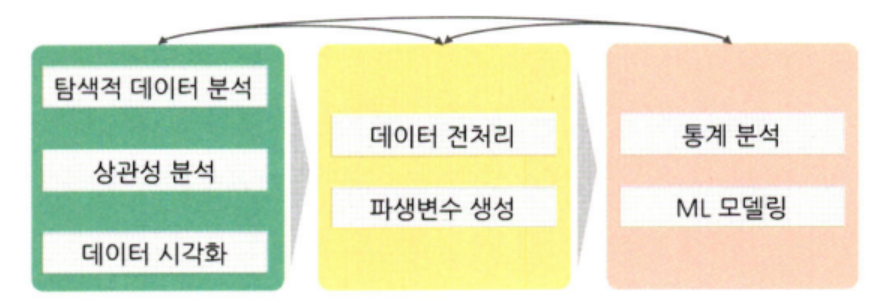 탐색적 데이터 분석
상관성 분석
데이터 시각화
데이터 전처리
파생변수 생성
통계 분석
ML 모델링